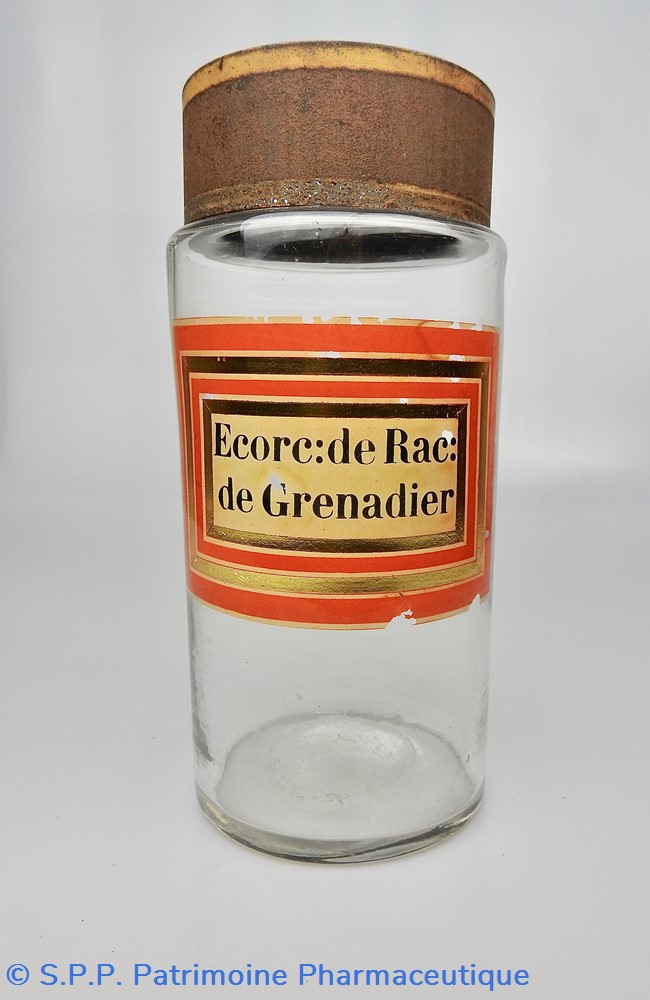 Ecorc:de Rac:
de Grenadier
© S.P.P. Patrimoine Pharmaceutique